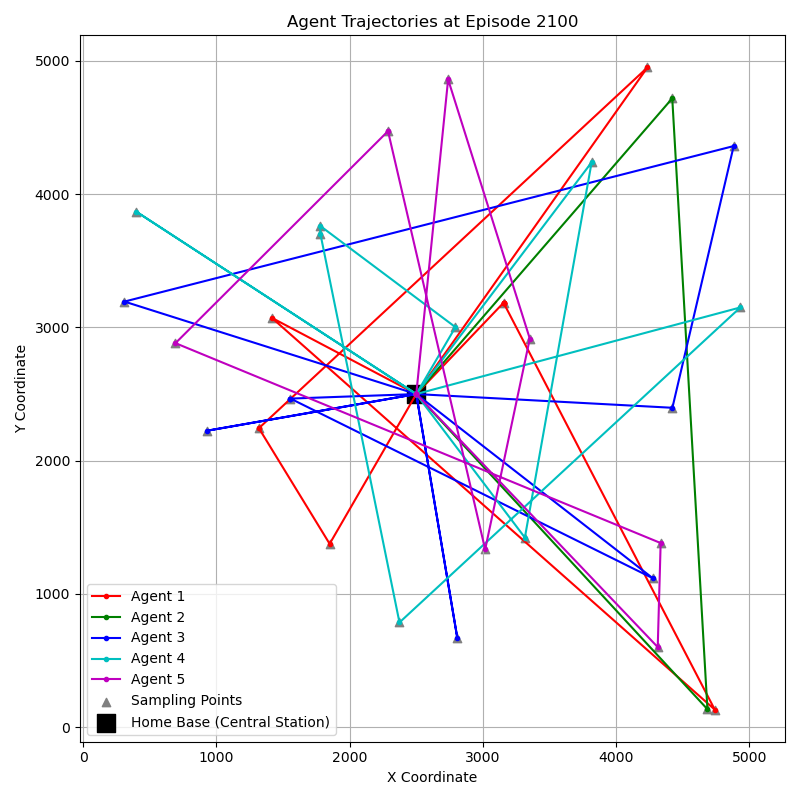 Agent Trajectories at Episode 2100
5000
4000
3000
2000
1000
0
Y Coordinate
Agent 1
Agent 2
Agent 3
Agent 4
Agent 5
Sampling Points
Home Base (Central Station)
0 1000 2000 3000 4000 5000
X Coordinate